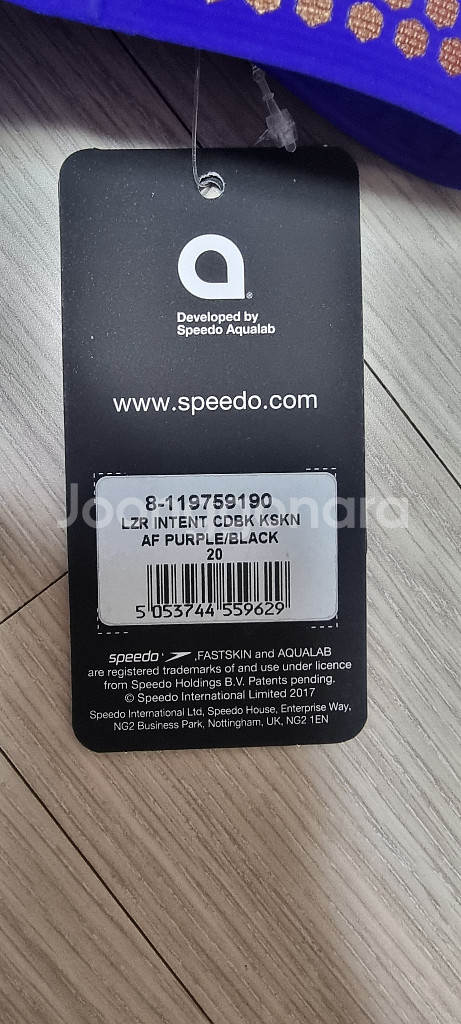 Developed by
Speedo Aqualab
www.speedo.com
8-119759190
Joongonara
LZR INTENT CDBK KSKN
AF PURPLE/BLACK
20
5 053744 559629
speedo, FASTSKIN and AQUALAB
are registered trademarks of and use under licence
from Speedo Holdings B.V. Patents pending.
© Speedo International Limited 2017
Speedo International Ltd, Speedo House, Enterprise Way,
NG2 Business Park, Nottingham, UK, NG2 1EN